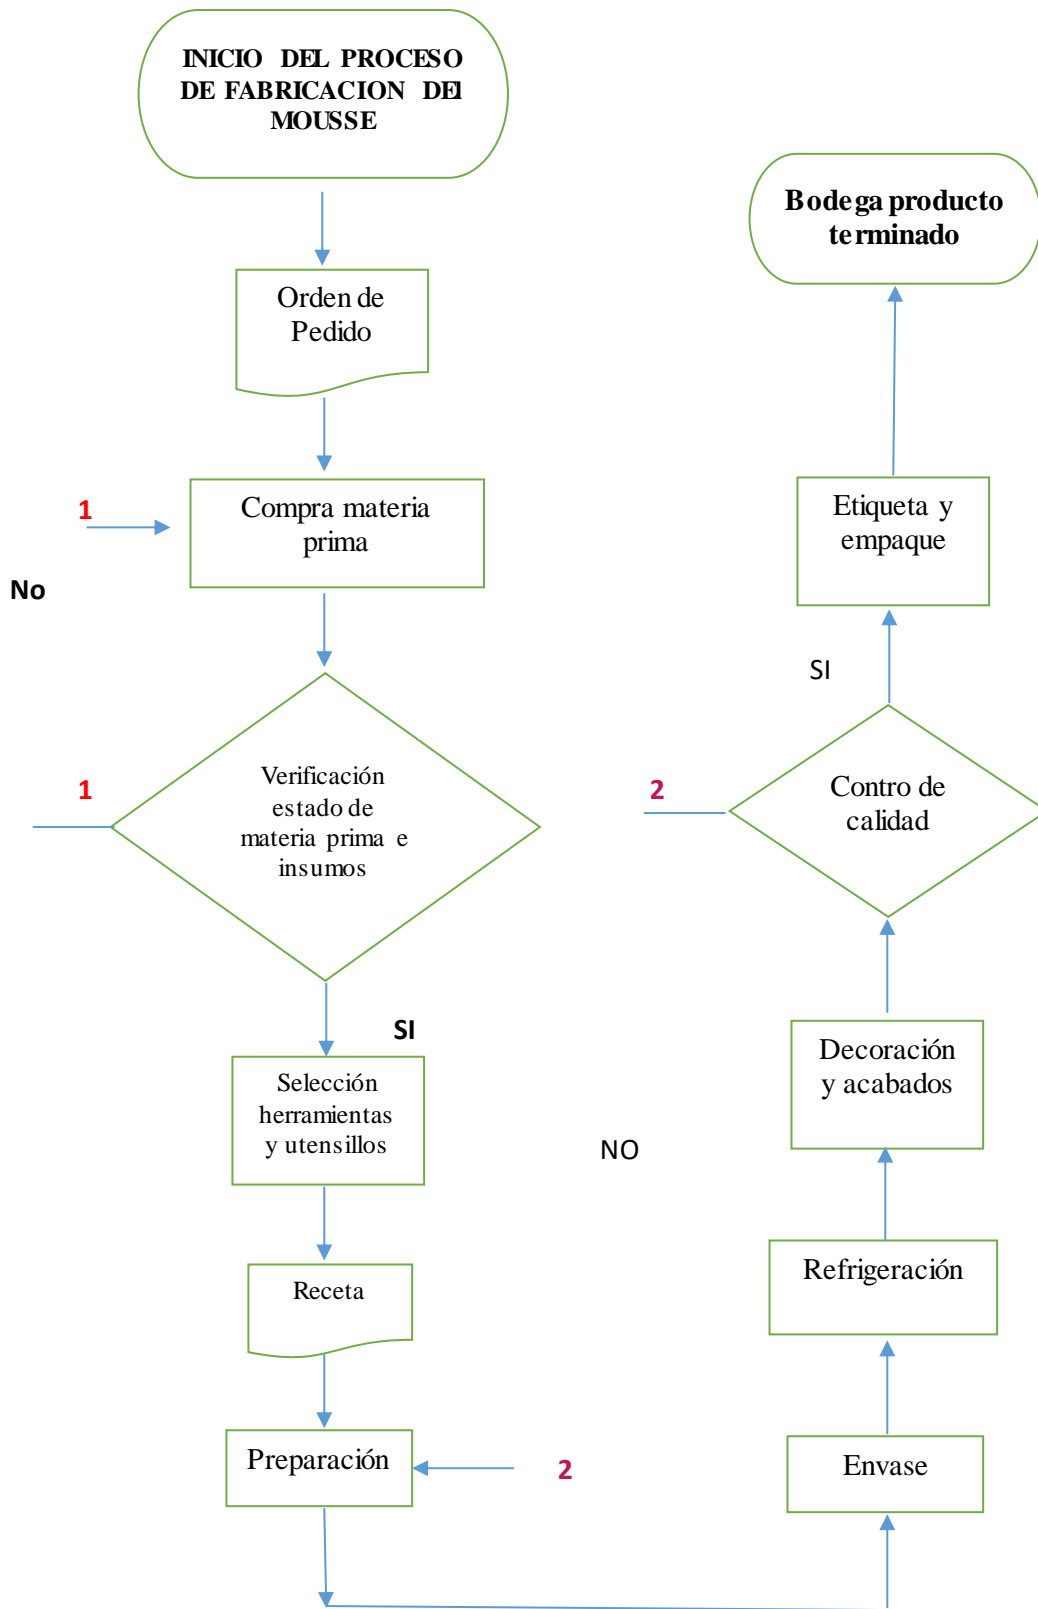 INICIO DEL PROCESO
DE FABRICACION DEl
MOUSSE
Orden de
Pedido
1
Compra materia
prima
No
1
Verificación
estado de
materia prima e
insumos
SI
Selección
herramientas
y utensillos
Receta
Preparación
2
Bodega producto
terminado
Etiqueta y
empaque
SI
2
Contro de
calidad
Decoración
y acabados
NO
Refrigeración
Envase